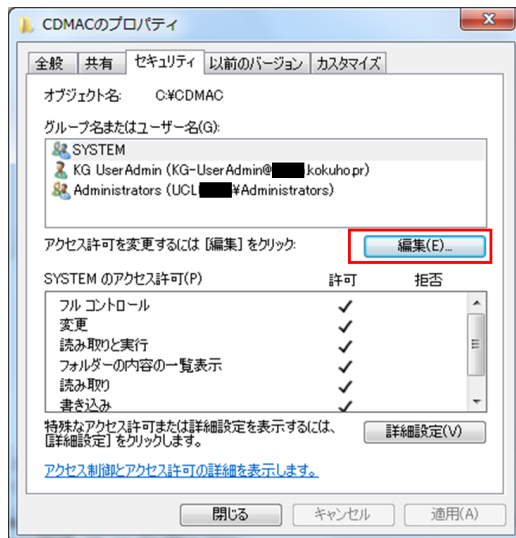 CDMACのプロパティ
全般 共有 セキュリティ 以前のバージョン カスタマイズ
オブジェクト名: C:¥CDMAC
グループ名またはユーザー名(G):
SYSTEM
KG UserAdmin (KG-UserAdmin@ .kokuho.pr)
Administrators (UCL ¥Administrators)
アクセス許可を変更するには [編集] をクリック:
編集(E)...
SYSTEM のアクセス許可(P) 許可 拒否
フル コントロール
変更
読み取りと実行
フォルダーの内容の一覧表示
読み取り
書き込み
特殊なアクセス許可または詳細設定を表示するには、
[詳細設定] をクリックします。
詳細設定(V)
アクセス制御とアクセス許可の詳細を表示します。
閉じる キャンセル 適用(A)